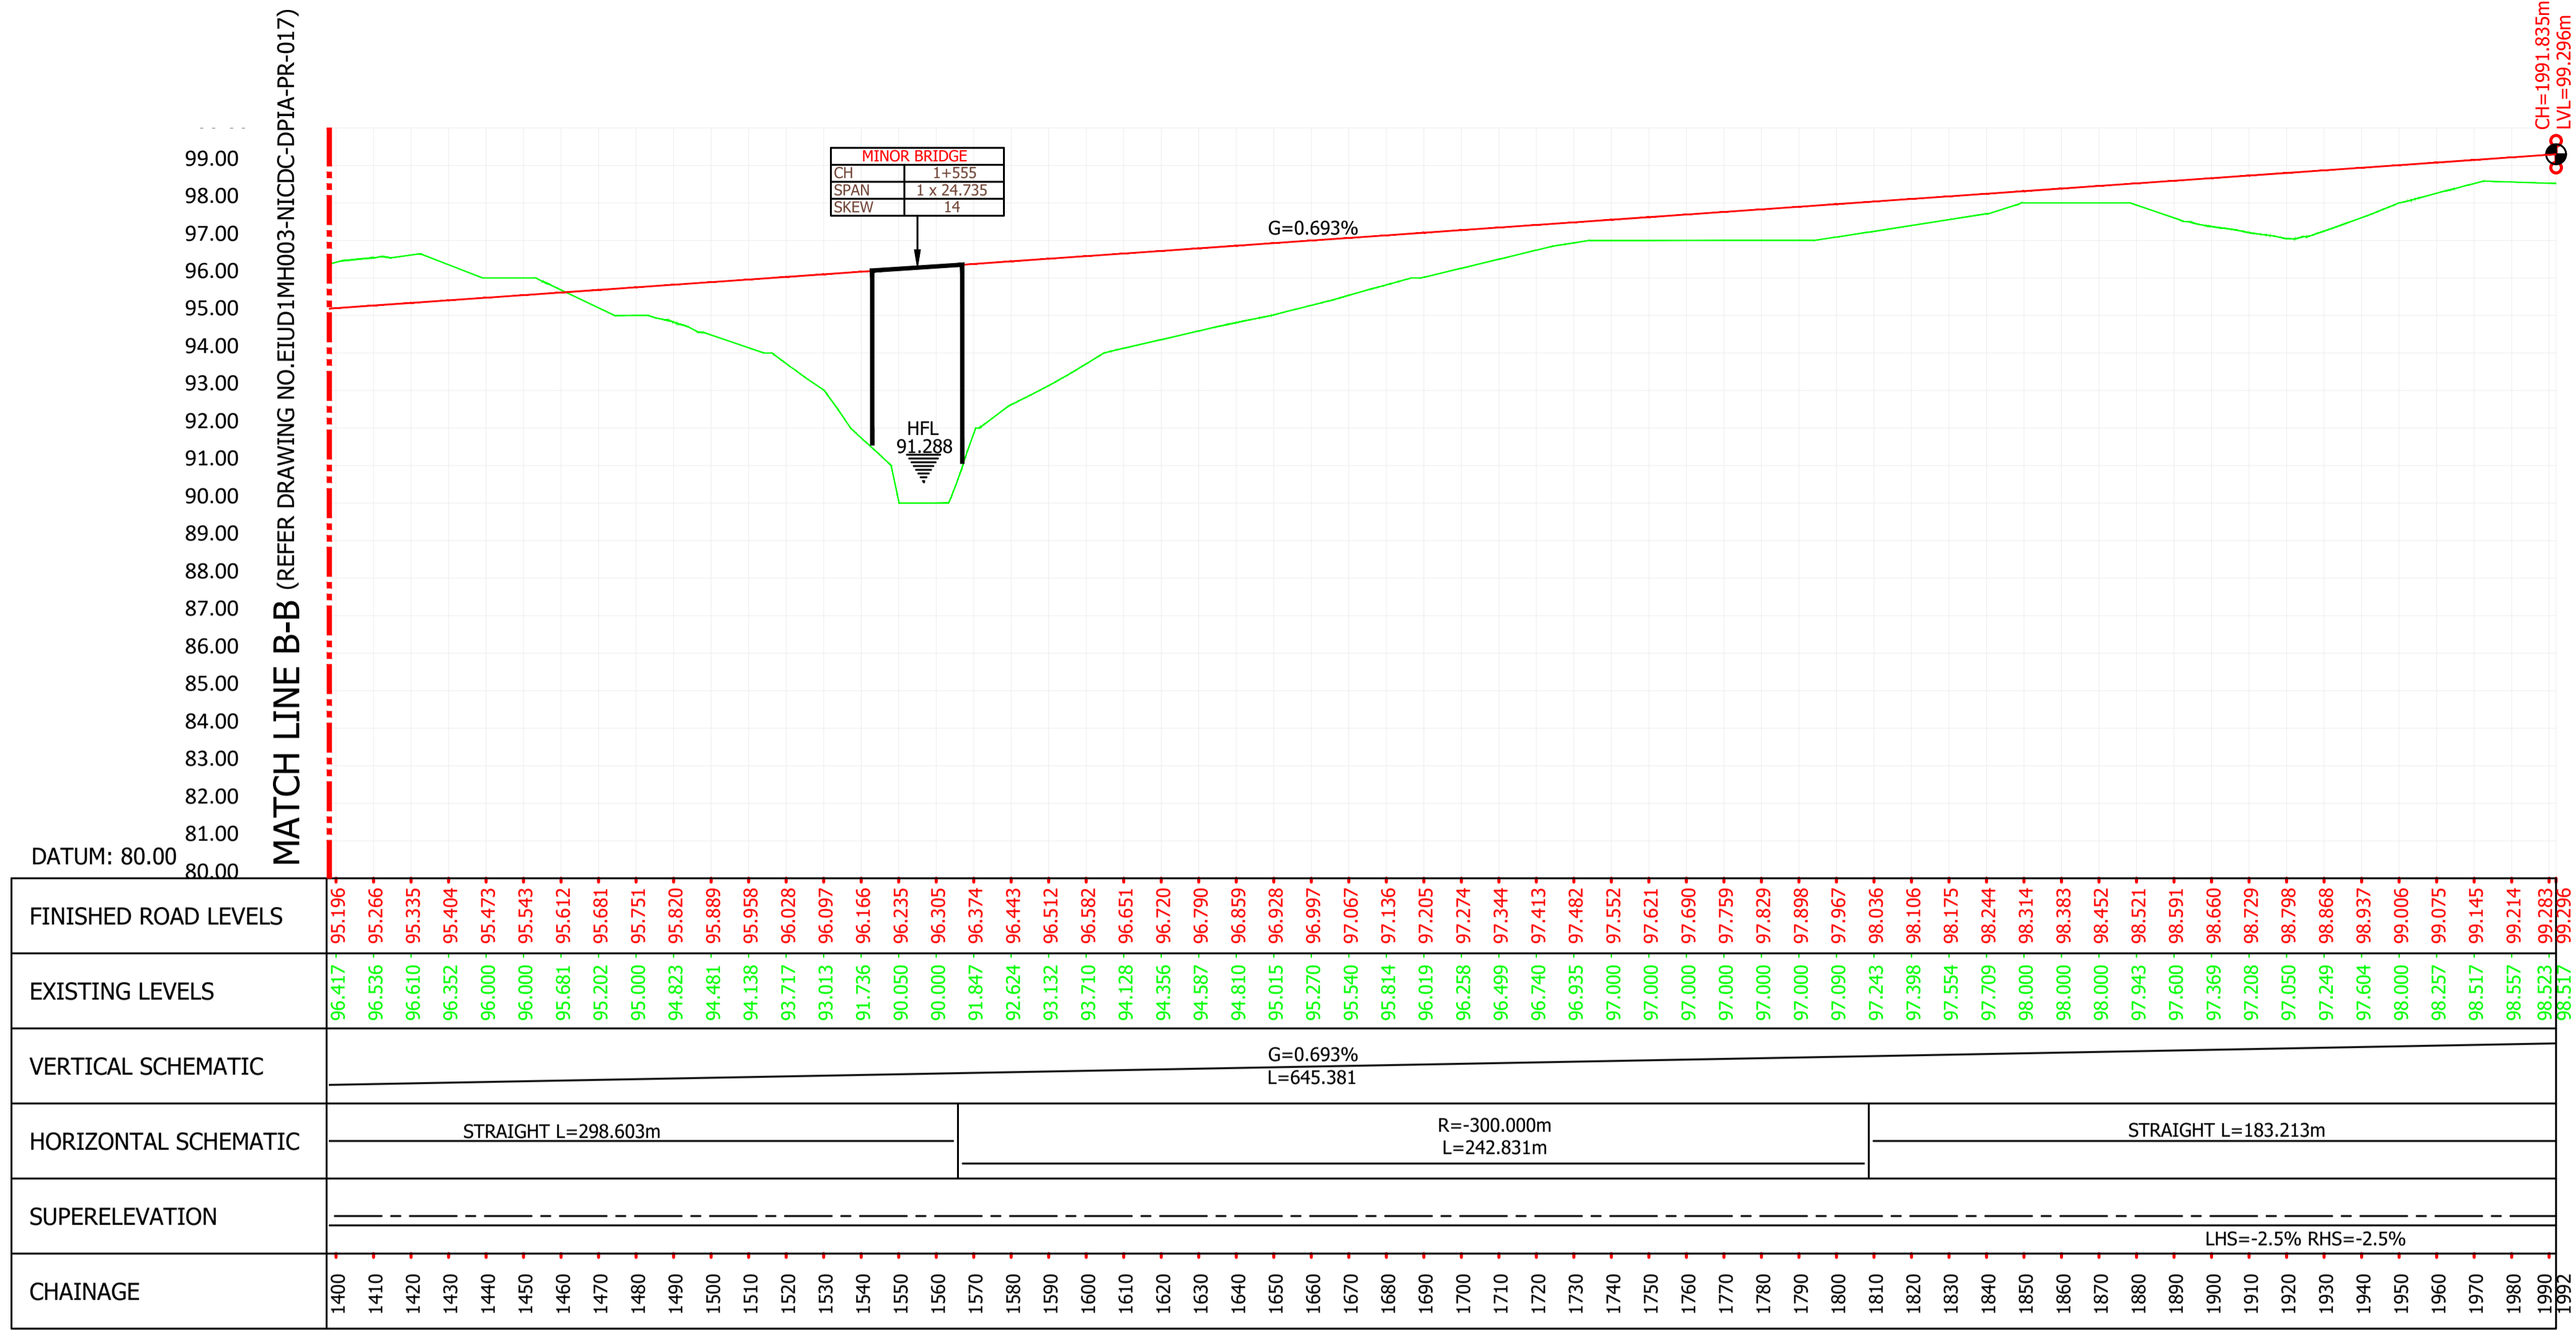 CH=1991.835m
LVL=99.296m
MATCH LINE B-B (REFER DRAWING NO.EIUD1MH003-NICDC-DPIA-PR-017)
99.00
98.00
97.00
96.00
95.00
94.00
93.00
92.00
91.00
90.00
89.00
88.00
87.00
86.00
85.00
84.00
83.00
82.00
81.00
80.00
DATUM: 80.00
MINOR BRIDGE
CH 1+555
SPAN 1 x 24.735
SKEW 14
G=0.693%
HFL
91.288
FINISHED ROAD LEVELS 95.196 95.266 95.335 95.404 95.473 95.543 95.612 95.681 95.751 95.820 95.889 95.958 96.028 96.097 96.166 96.235 96.305 96.374 96.443 96.512 96.582 96.651 96.720 96.790 96.859 96.928 96.997 97.067 97.136 97.205 97.274 97.344 97.413 97.482 97.552 97.621 97.690 97.759 97.829 97.898 97.967 98.036 98.106 98.175 98.244 98.314 98.383 98.452 98.521 98.591 98.660 98.729 98.798 98.868 98.937 99.006 99.075 99.145 99.214 99.283 99.296
EXISTING LEVELS 96.417 96.536 96.610 96.352 96.000 96.000 95.681 95.202 95.000 94.823 94.481 94.138 93.717 93.013 91.736 90.050 90.000 91.847 92.624 93.132 93.710 94.128 94.356 94.587 94.810 95.015 95.270 95.540 95.814 96.019 96.258 96.499 96.740 96.935 97.000 97.000 97.000 97.000 97.000 97.000 97.090 97.243 97.398 97.554 97.709 98.000 98.000 98.000 97.943 97.600 97.369 97.208 97.050 97.249 97.604 98.000 98.257 98.517 98.557 98.523 98.517
VERTICAL SCHEMATIC
G=0.693%
L=645.381
HORIZONTAL SCHEMATIC
STRAIGHT L=298.603m
R=-300.000m
L=242.831m
STRAIGHT L=183.213m
SUPERELEVATION
LHS=-2.5% RHS=-2.5%
CHAINAGE 1400 1410 1420 1430 1440 1450 1460 1470 1480 1490 1500 1510 1520 1530 1540 1550 1560 1570 1580 1590 1600 1610 1620 1630 1640 1650 1660 1670 1680 1690 1700 1710 1720 1730 1740 1750 1760 1770 1780 1790 1800 1810 1820 1830 1840 1850 1860 1870 1880 1890 1900 1910 1920 1930 1940 1950 1960 1970 1980 1990 1992